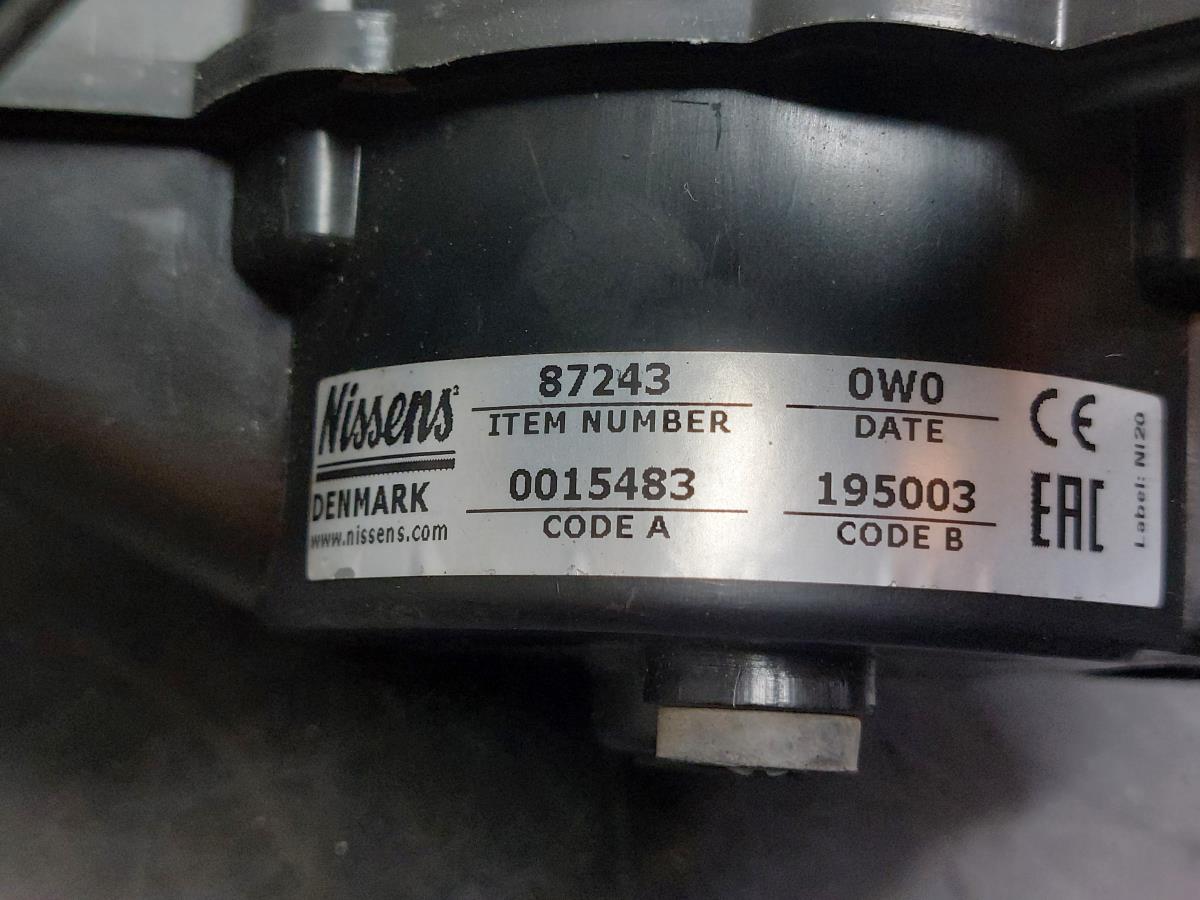 Nissens
DENMARK
www.nissens.com
87243
ITEM NUMBER
0015483
CODE A
0W0
DATE
195003
CODE B
CE
EAC
Label: NI20